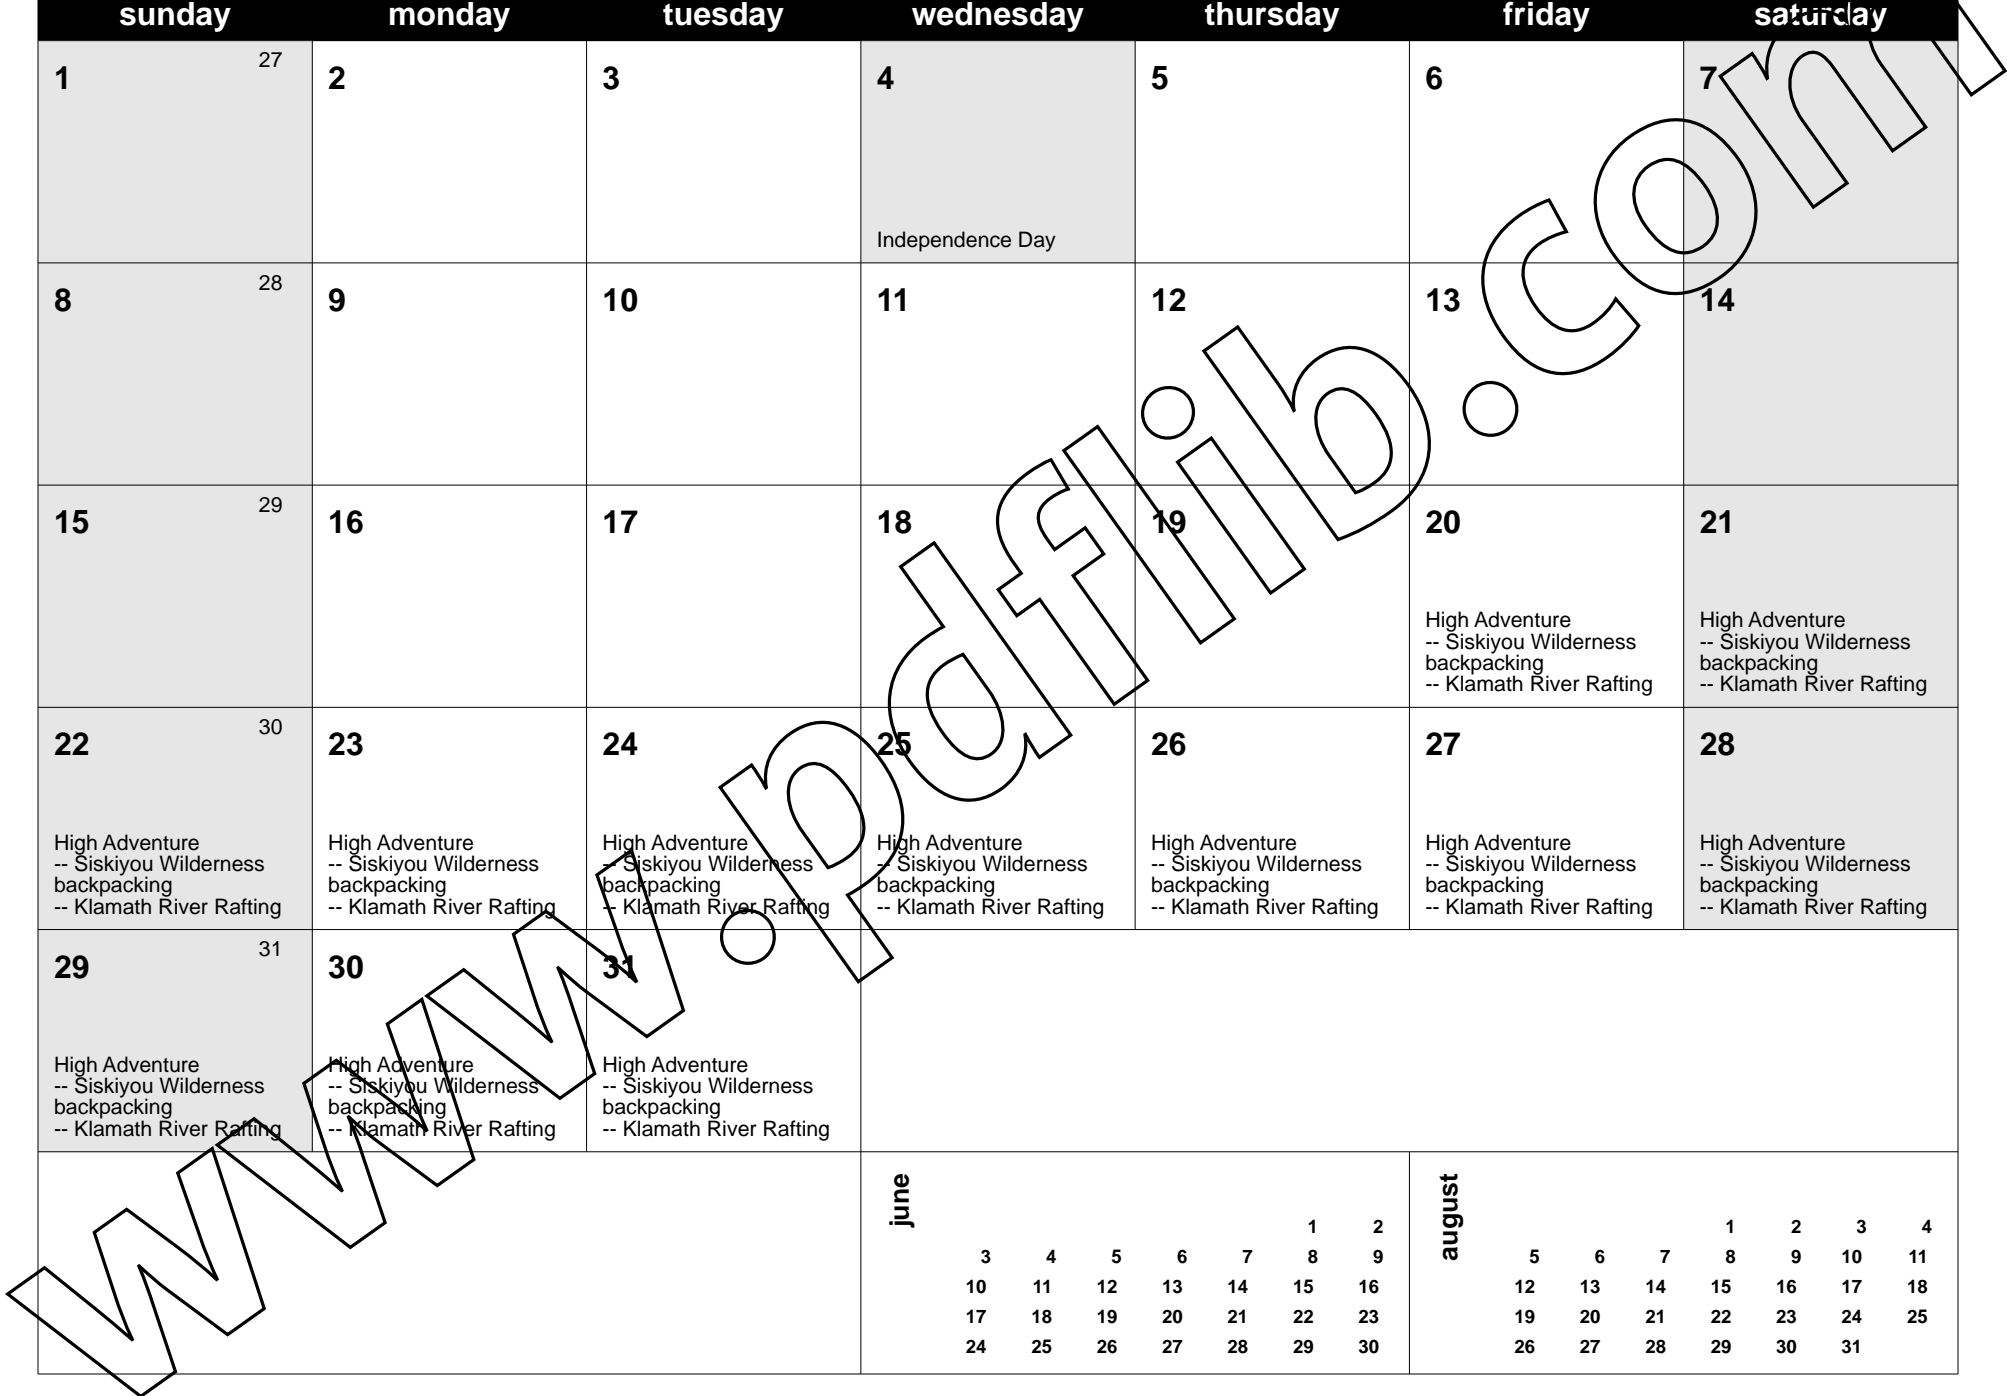 sunday monday tuesday wednesday thursday friday saturday
1 27 2 3 4 5 6 7
Independence Day
8 28 9 10 11 12 13 14
15 29 16 17 18 19 20 21
High Adventure High Adventure
-- Siskiyou Wilderness -- Siskiyou Wilderness
backpacking backpacking
-- Klamath River Rafting -- Klamath River Rafting
22 30 23 24 25 26 27 28
High Adventure High Adventure High Adventure High Adventure High Adventure High Adventure High Adventure
-- Siskiyou Wilderness -- Siskiyou Wilderness -- Siskiyou Wilderness -- Siskiyou Wilderness -- Siskiyou Wilderness -- Siskiyou Wilderness -- Siskiyou Wilderness
backpacking backpacking backpacking backpacking backpacking backpacking backpacking
-- Klamath River Rafting -- Klamath River Rafting -- Klamath River Rafting -- Klamath River Rafting -- Klamath River Rafting -- Klamath River Rafting -- Klamath River Rafting
29 31 30 31
High Adventure High Adventure High Adventure
-- Siskiyou Wilderness -- Siskiyou Wilderness -- Siskiyou Wilderness
backpacking backpacking backpacking
-- Klamath River Rafting -- Klamath River Rafting -- Klamath River Rafting
june
1 2
3 4 5 6 7 8 9
10 11 12 13 14 15 16
17 18 19 20 21 22 23
24 25 26 27 28 29 30
august
1 2 3 4
5 6 7 8 9 10 11
12 13 14 15 16 17 18
19 20 21 22 23 24 25
26 27 28 29 30 31
www.pdflib.com